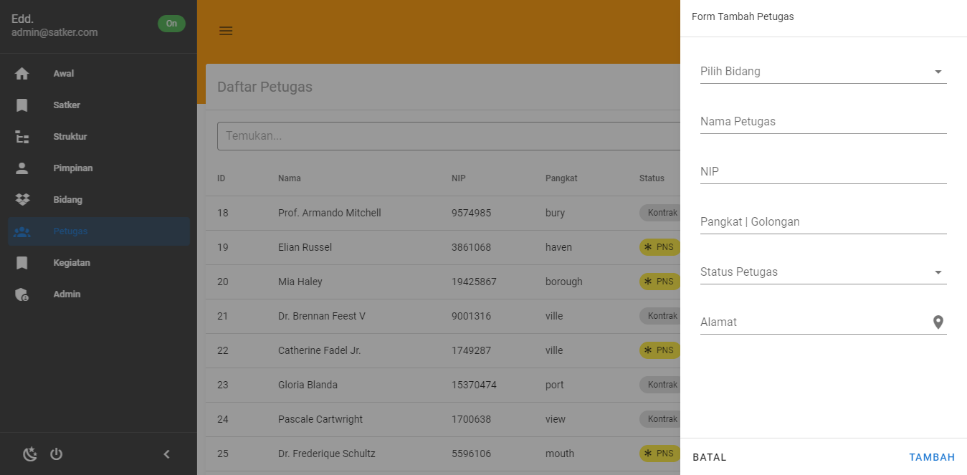 Edd.
admin@satker.com
On
Awal
Satker
Struktur
Pimpinan
Bidang
Petugas
Kegiatan
Admin
Daftar Petugas
Temukan...
ID Nama NIP Pangkat Status
18 Prof. Armando Mitchell 9574985 bury Kontrak
19 Elian Russel 3861068 haven PNS
20 Mia Haley 19425867 borough PNS
21 Dr. Brennan Feest V 9001316 ville Kontrak
22 Catherine Fadel Jr. 1749287 ville PNS
23 Gloria Blanda 15370474 port Kontrak
24 Pascale Cartwright 1700638 view Kontrak
25 Dr. Frederique Schultz 5596106 mouth PNS
Form Tambah Petugas
Pilih Bidang
Nama Petugas
NIP
Pangkat | Golongan
Status Petugas
Alamat
BATAL TAMBAH